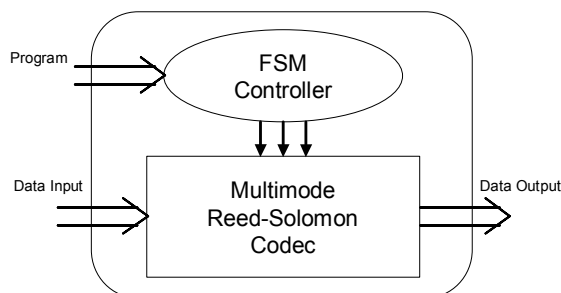 Program
FSM
Controller
Data Input
Multimode
Reed-Solomon
Codec
Data Output